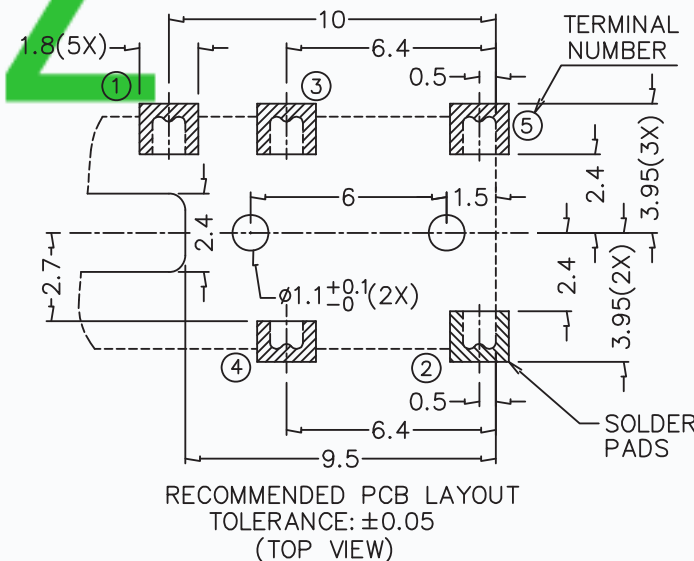 10
TERMINAL
NUMBER
1.8(5X)
6.4
0.5
1
3
5
3.95(3X)
2.4
6
1.5
2.4
2.7
ø1.1 +0.1 -0 (2X)
2.4
3.95(2X)
4
2
0.5
6.4
SOLDER
PADS
9.5
RECOMMENDED PCB LAYOUT
TOLERANCE: ±0.05
(TOP VIEW)